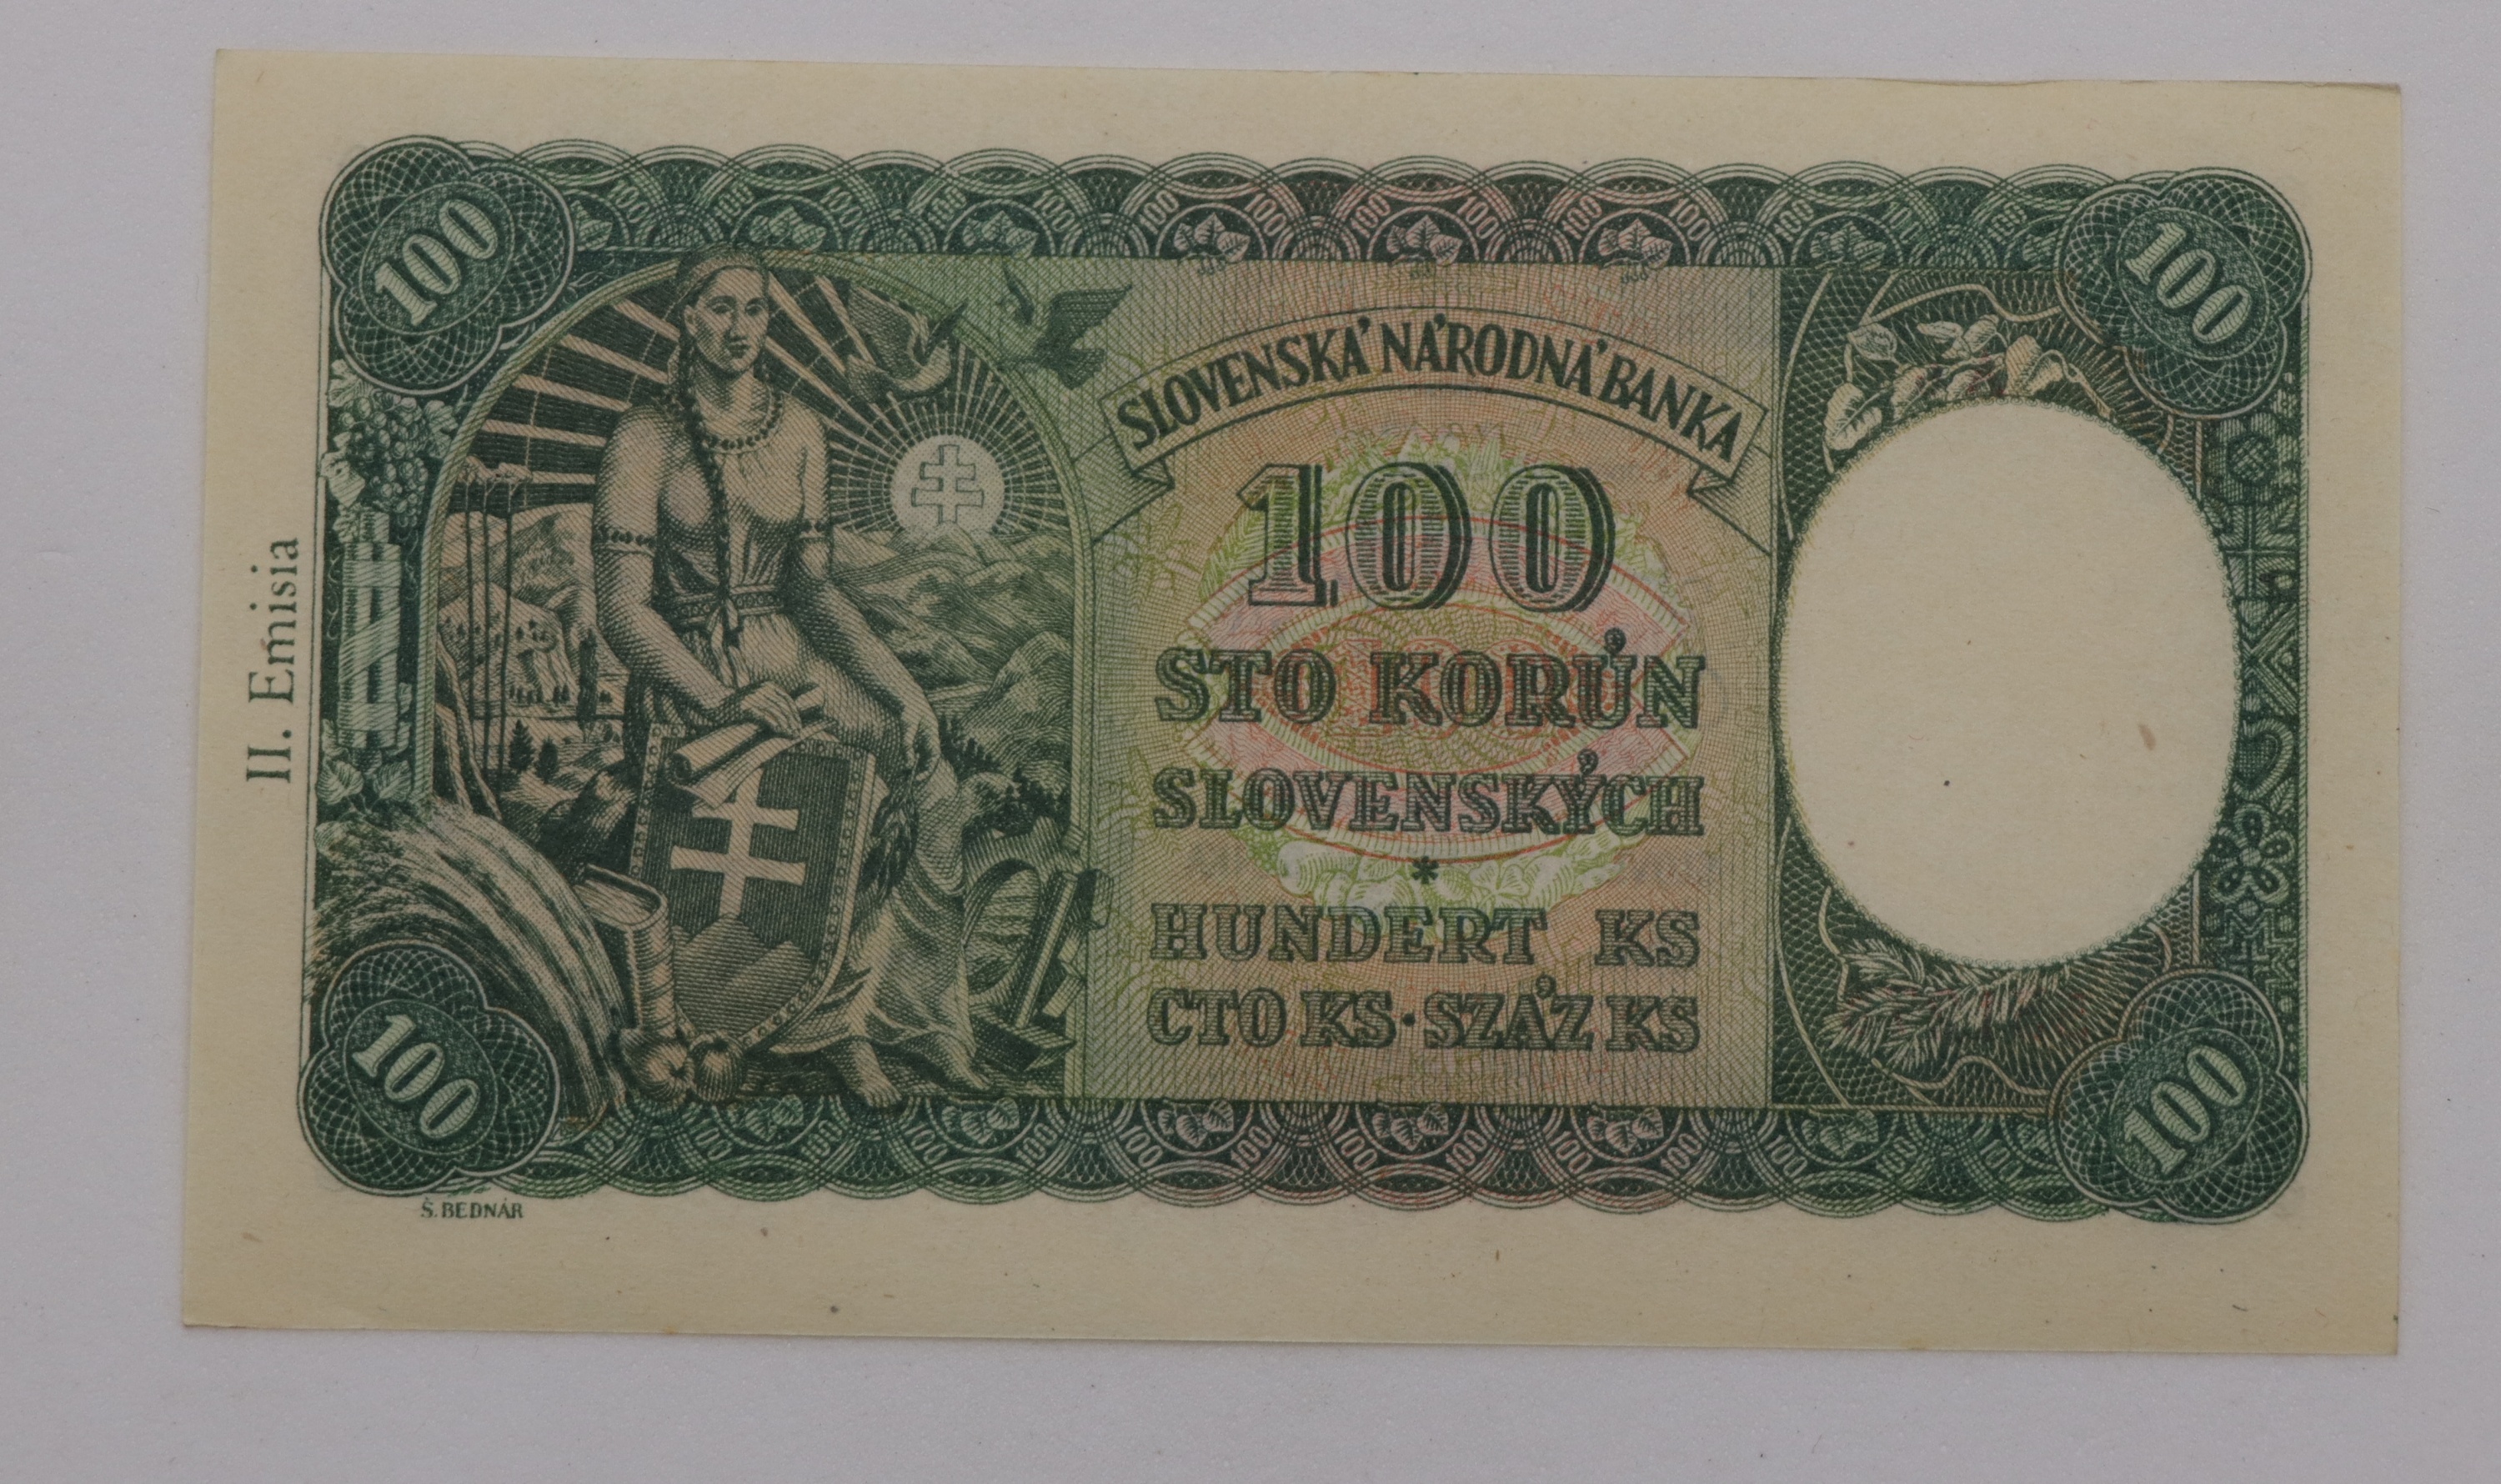 100
100
II. Emisia
SLOVENSKÁ NÁRODNÁ BANKA
100
STO KORÚN
SLOVENSKÝCH
*
HUNDERT KS
СТО KS · SZÁZ KS
100
100
Š. BEDNÁR